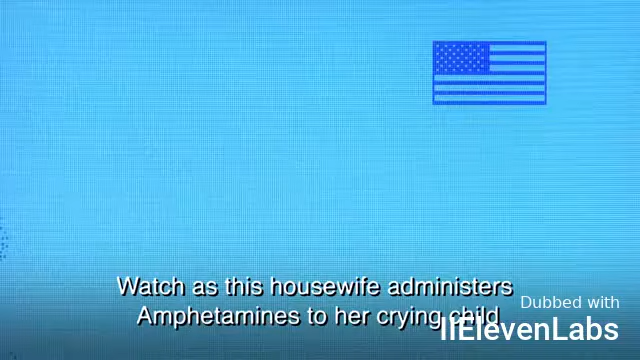 Watch as this housewife administers
Amphetamines to her crying child
Dubbed with
IIElevenLabs